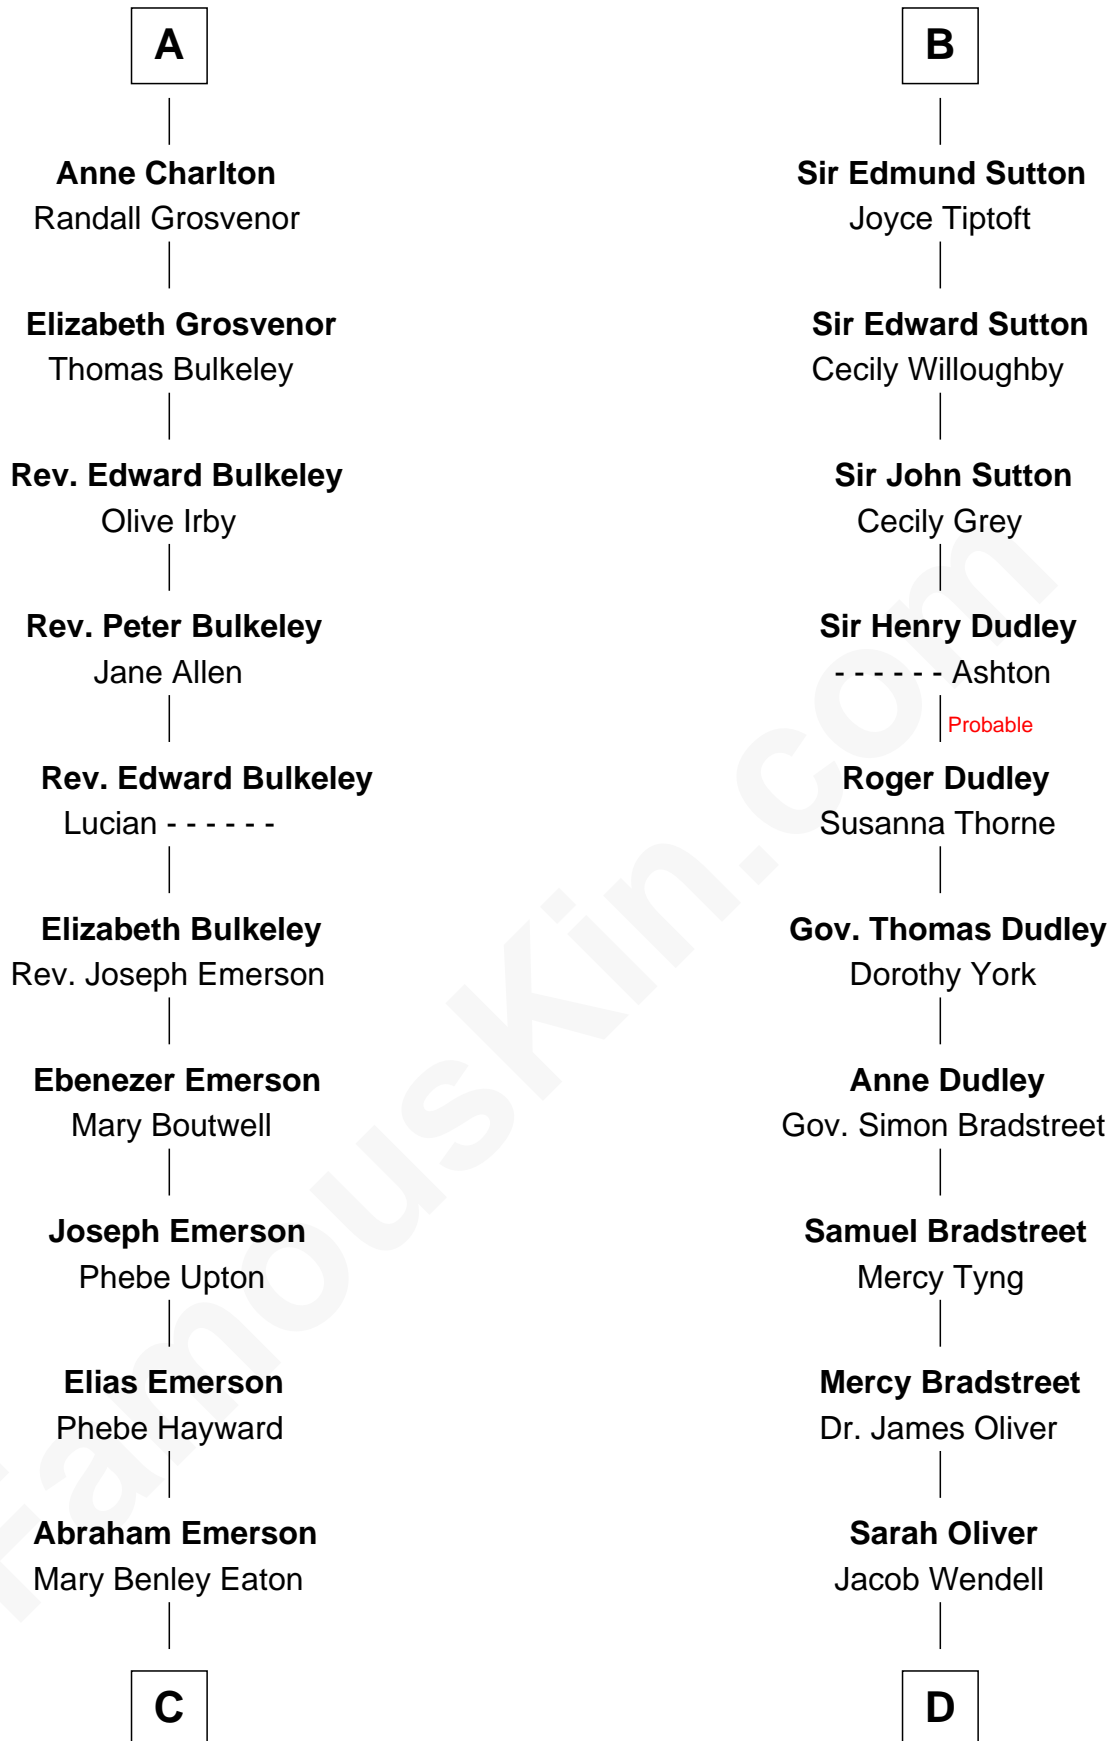 A
Anne Charlton
Randall Grosvenor
Elizabeth Grosvenor
Thomas Bulkeley
Rev. Edward Bulkeley
Olive Irby
Rev. Peter Bulkeley
Jane Allen
Rev. Edward Bulkeley
Lucian - - - - - -
Elizabeth Bulkeley
Rev. Joseph Emerson
Ebenezer Emerson
Mary Boutwell
Joseph Emerson
Phebe Upton
Elias Emerson
Phebe Hayward
Abraham Emerson
Mary Benley Eaton
C
B
Sir Edmund Sutton
Joyce Tiptoft
Sir Edward Sutton
Cecily Willoughby
Sir John Sutton
Cecily Grey
Sir Henry Dudley
- - - - - - Ashton
Probable
Roger Dudley
Susanna Thorne
Gov. Thomas Dudley
Dorothy York
Anne Dudley
Gov. Simon Bradstreet
Samuel Bradstreet
Mercy Tyng
Mercy Bradstreet
Dr. James Oliver
Sarah Oliver
Jacob Wendell
D
FamousKin.com